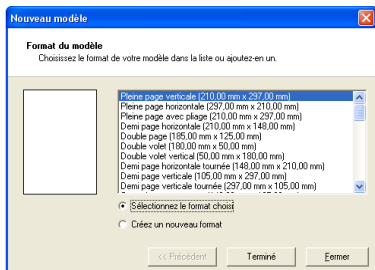 Nouveau modèle
Format du modèle
Choisissez le format de votre modèle dans la liste ou ajoutez-en un.
Pleine page verticale (210,00 mm x 297,00 mm)
Pleine page horizontale (297,00 mm x 210,00 mm)
Pleine page avec pliage (210,00 mm x 297,00 mm)
Demi page horizontale (210,00 mm x 148,00 mm)
Double page (185,00 mm x 125,00 mm)
Double volet (180,00 mm x 50,00 mm)
Double volet vertical (50,00 mm x 180,00 mm)
Demi page horizontale tournée (148,00 mm x 210,00 mm)
Demi page verticale (105,00 mm x 297,00 mm)
Demi page verticale tournée (297,00 mm x 105,00 mm)
Sélectionnez le format choisi
Créez un nouveau format
<< Précédent
Terminé
Fermer